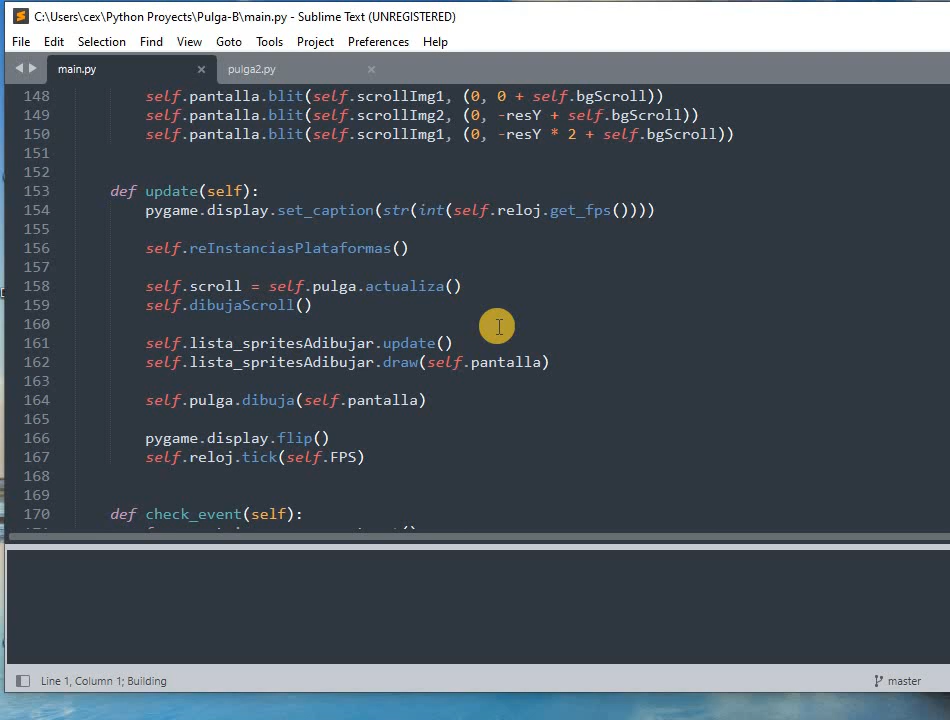 C:\Users\cex\Python Proyects\Pulga-B\main.py - Sublime Text (UNREGISTERED)
File Edit Selection Find View Goto Tools Project Preferences Help
main.py × pulga2.py ×
148 self.pantalla.blit(self.scrollImg1, (0, 0 + self.bgScroll))
149 self.pantalla.blit(self.scrollImg2, (0, -resY + self.bgScroll))
150 self.pantalla.blit(self.scrollImg1, (0, -resY * 2 + self.bgScroll))
151
152
153 def update(self):
154 pygame.display.set_caption(str(int(self.reloj.get_fps())))
155
156 self.reInstanciasPlataformas()
157
158 self.scroll = self.pulga.actualiza()
159 self.dibujaScroll()
160
161 self.lista_spritesAdibujar.update()
162 self.lista_spritesAdibujar.draw(self.pantalla)
163
164 self.pulga.dibuja(self.pantalla)
165
166 pygame.display.flip()
167 self.reloj.tick(self.FPS)
168
169
170 def check_event(self):
Line 1, Column 1; Building master